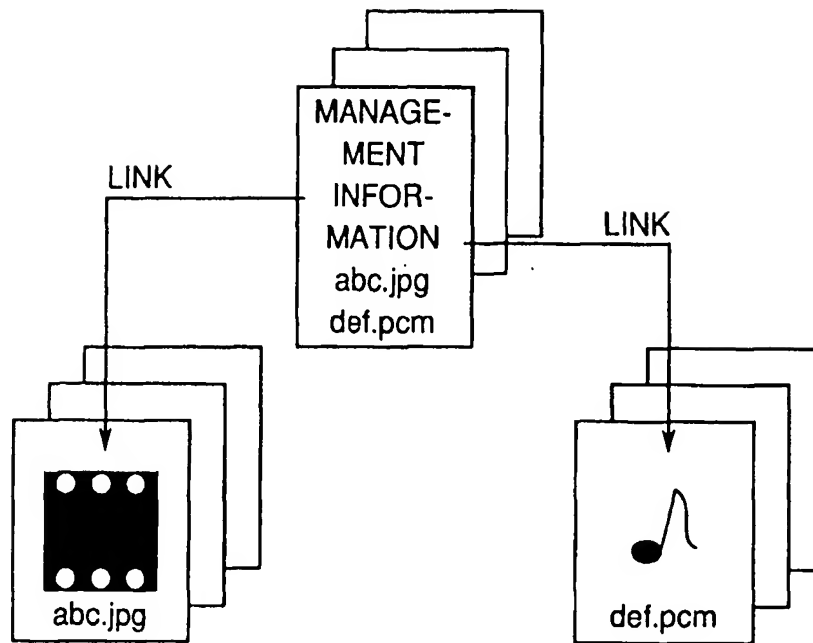 MANAGE-
MENT
INFOR-
MATION
abc.jpg
def.pcm
LINK
LINK
abc.jpg
def.pcm